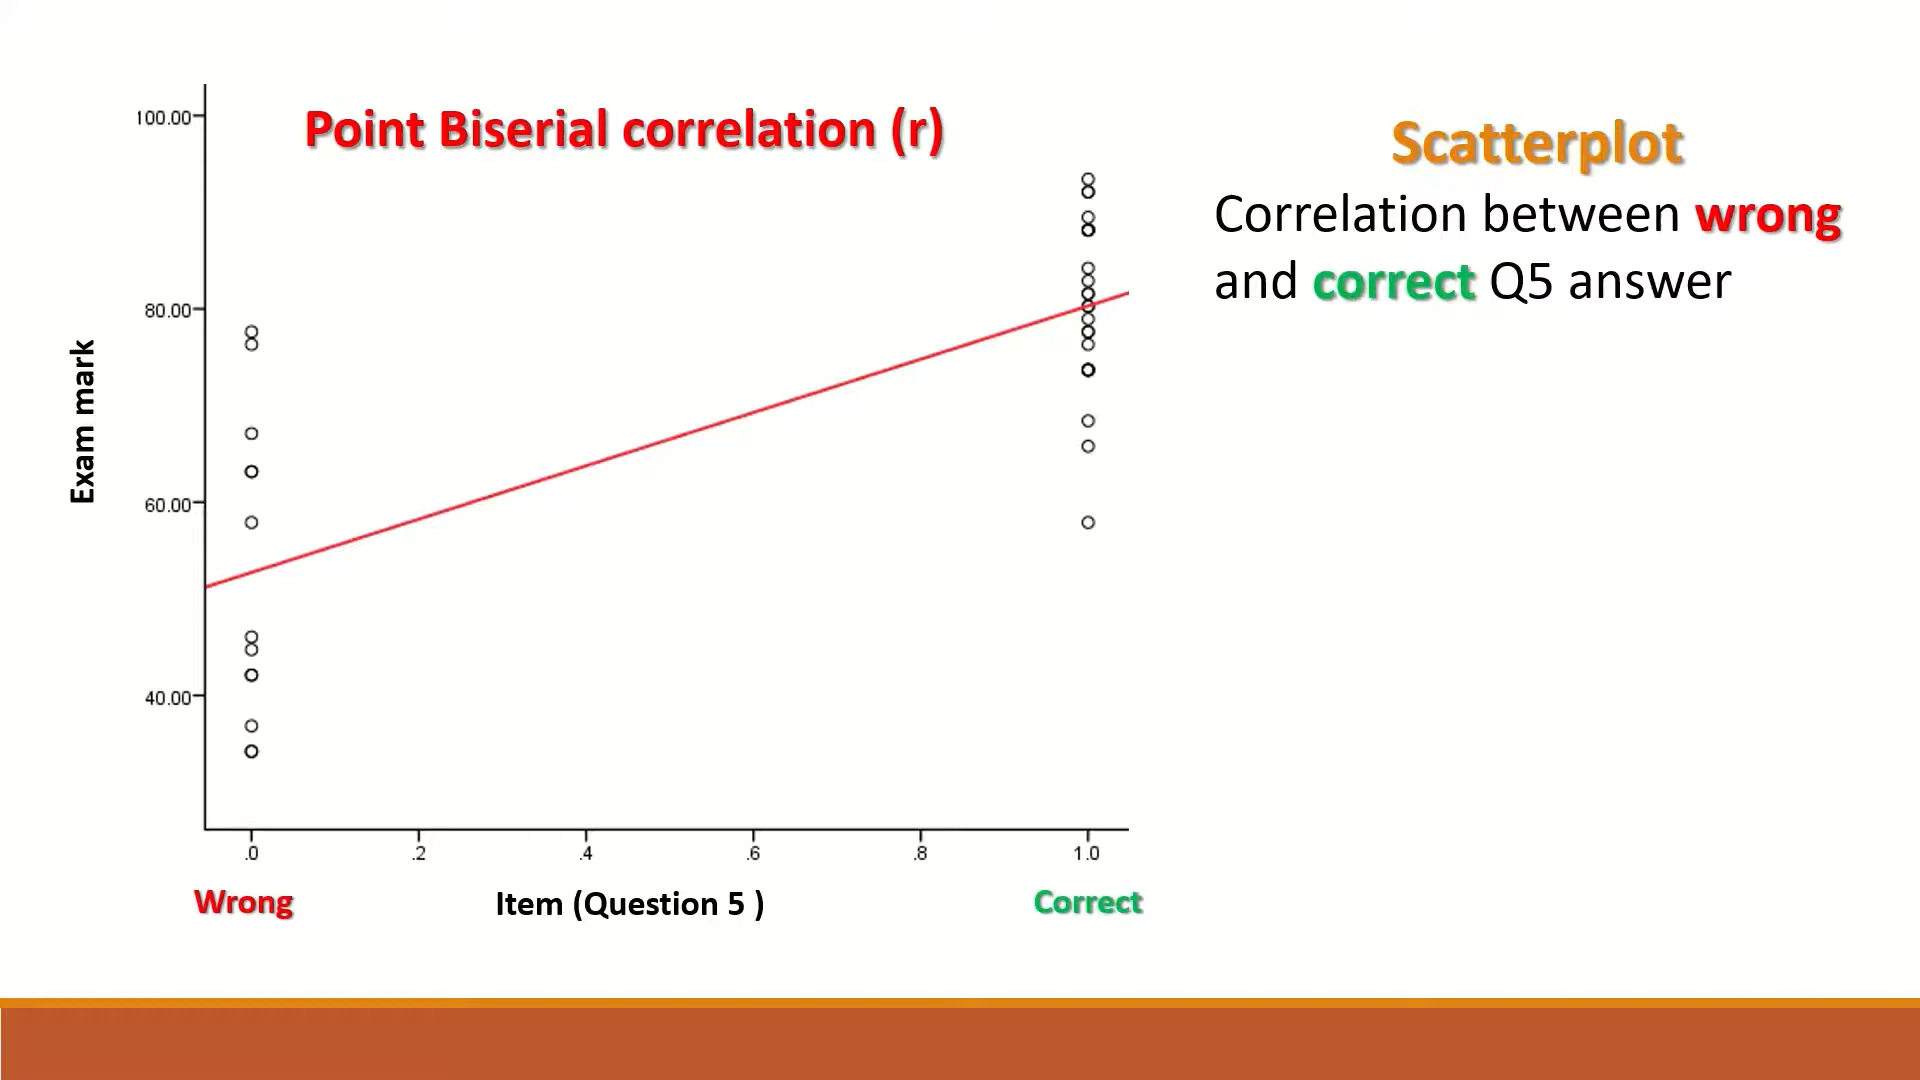 Point Biserial correlation (r)
Scatterplot
Correlation between wrong
and correct Q5 answer
Exam mark
100.00
80.00
60.00
40.00
.0
.2
.4
.6
.8
1.0
Wrong
Item (Question 5 )
Correct